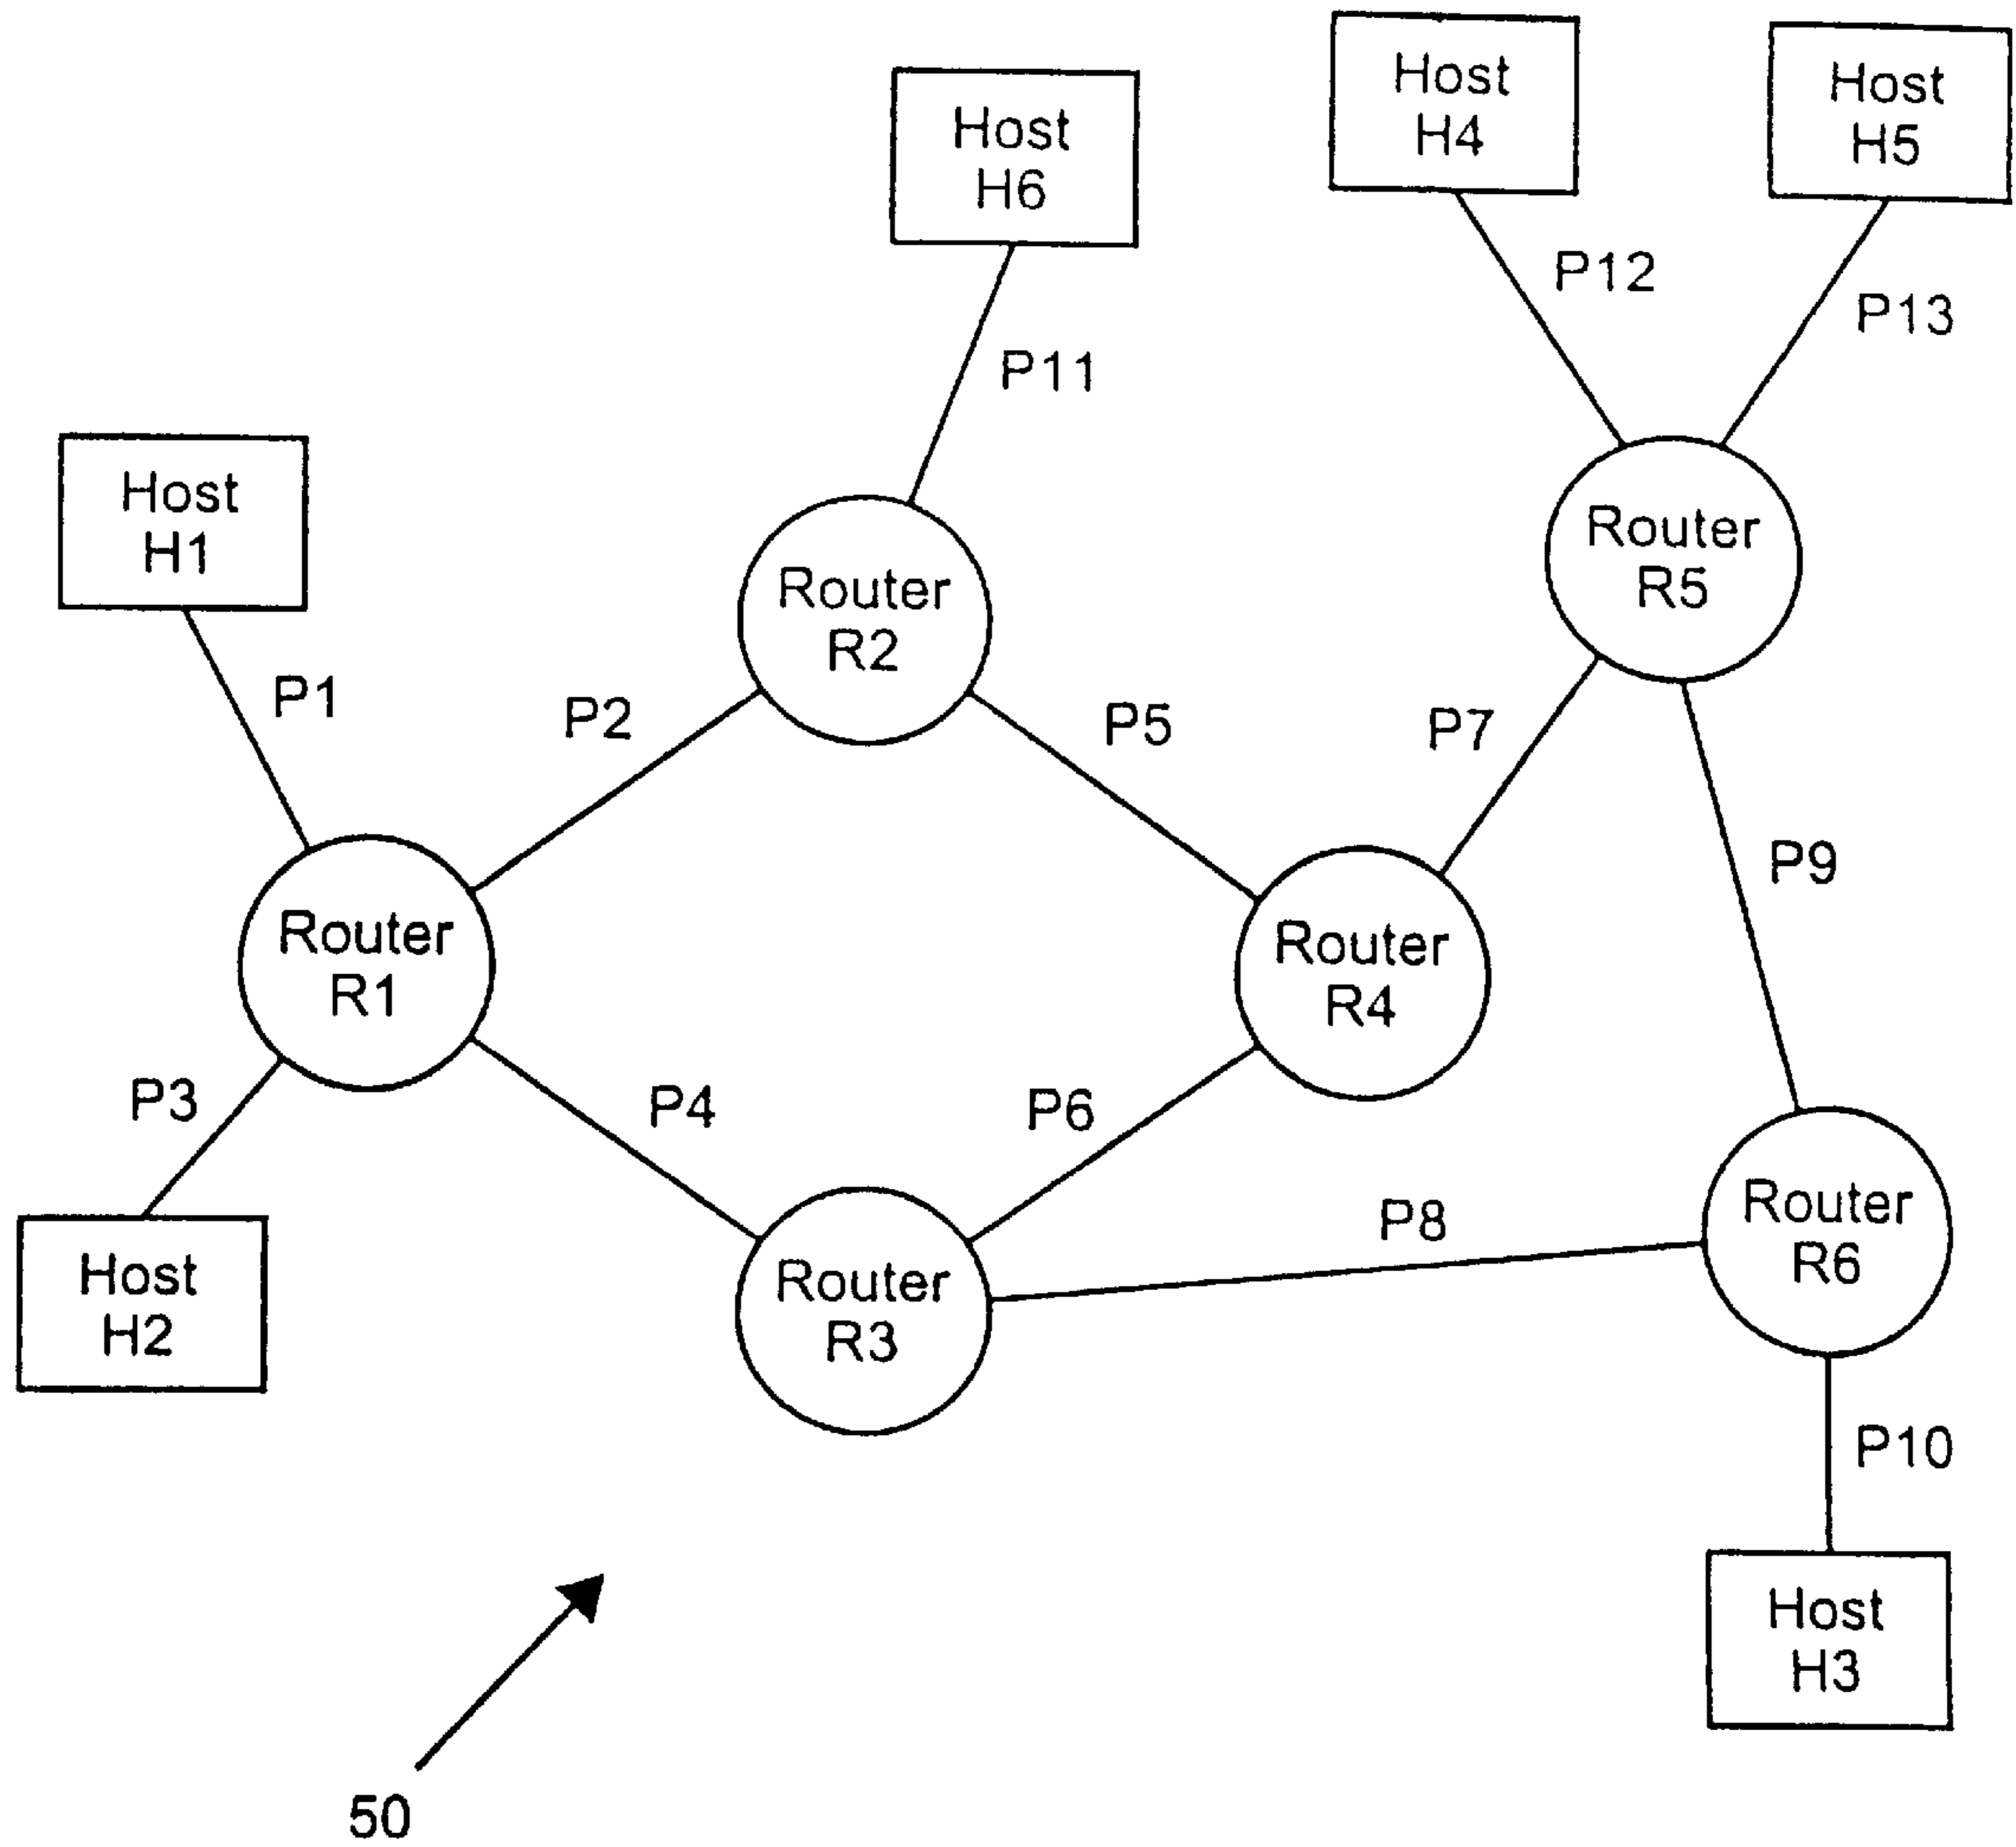 Host
H4
Host
H5
Host
H6
P12
P13
P11
Host
H1
Router
R2
Router
R5
P1
P2
P5
P7
P9
Router
R1
Router
R4
P3
P4
P6
Router
R6
P8
Host
H2
Router
R3
P10
Host
H3
50